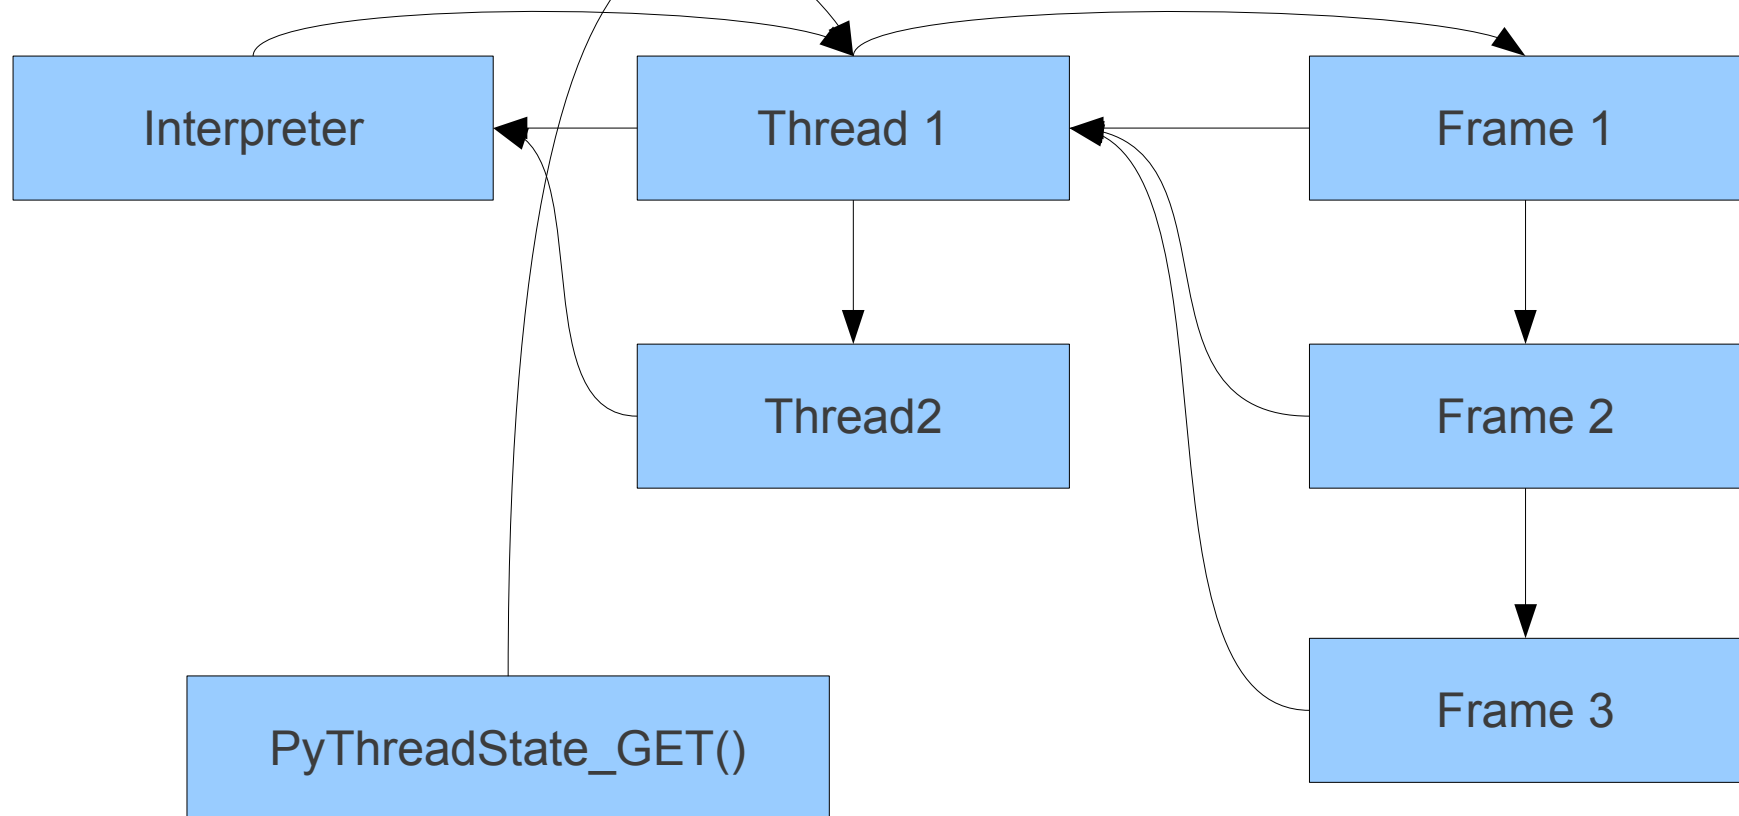 Interpreter
Thread 1
Frame 1
Thread2
Frame 2
Frame 3
PyThreadState_GET()